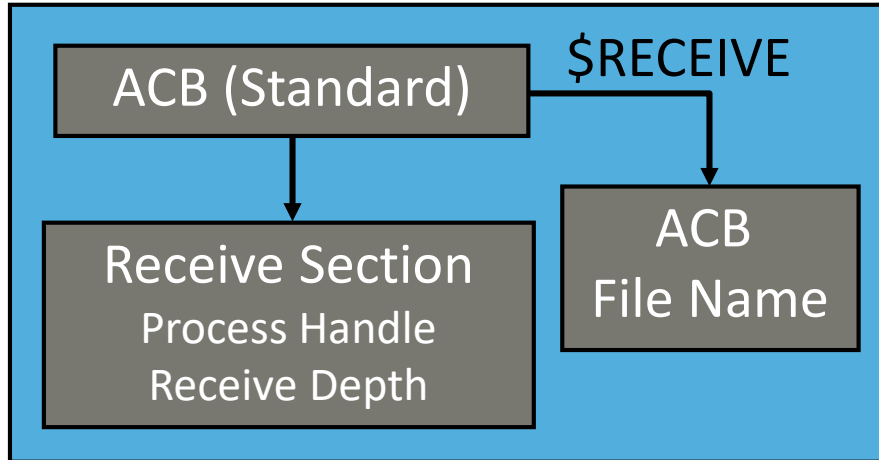 ACB (Standard)
$RECEIVE
Receive Section
Process Handle
Receive Depth
ACB
File Name